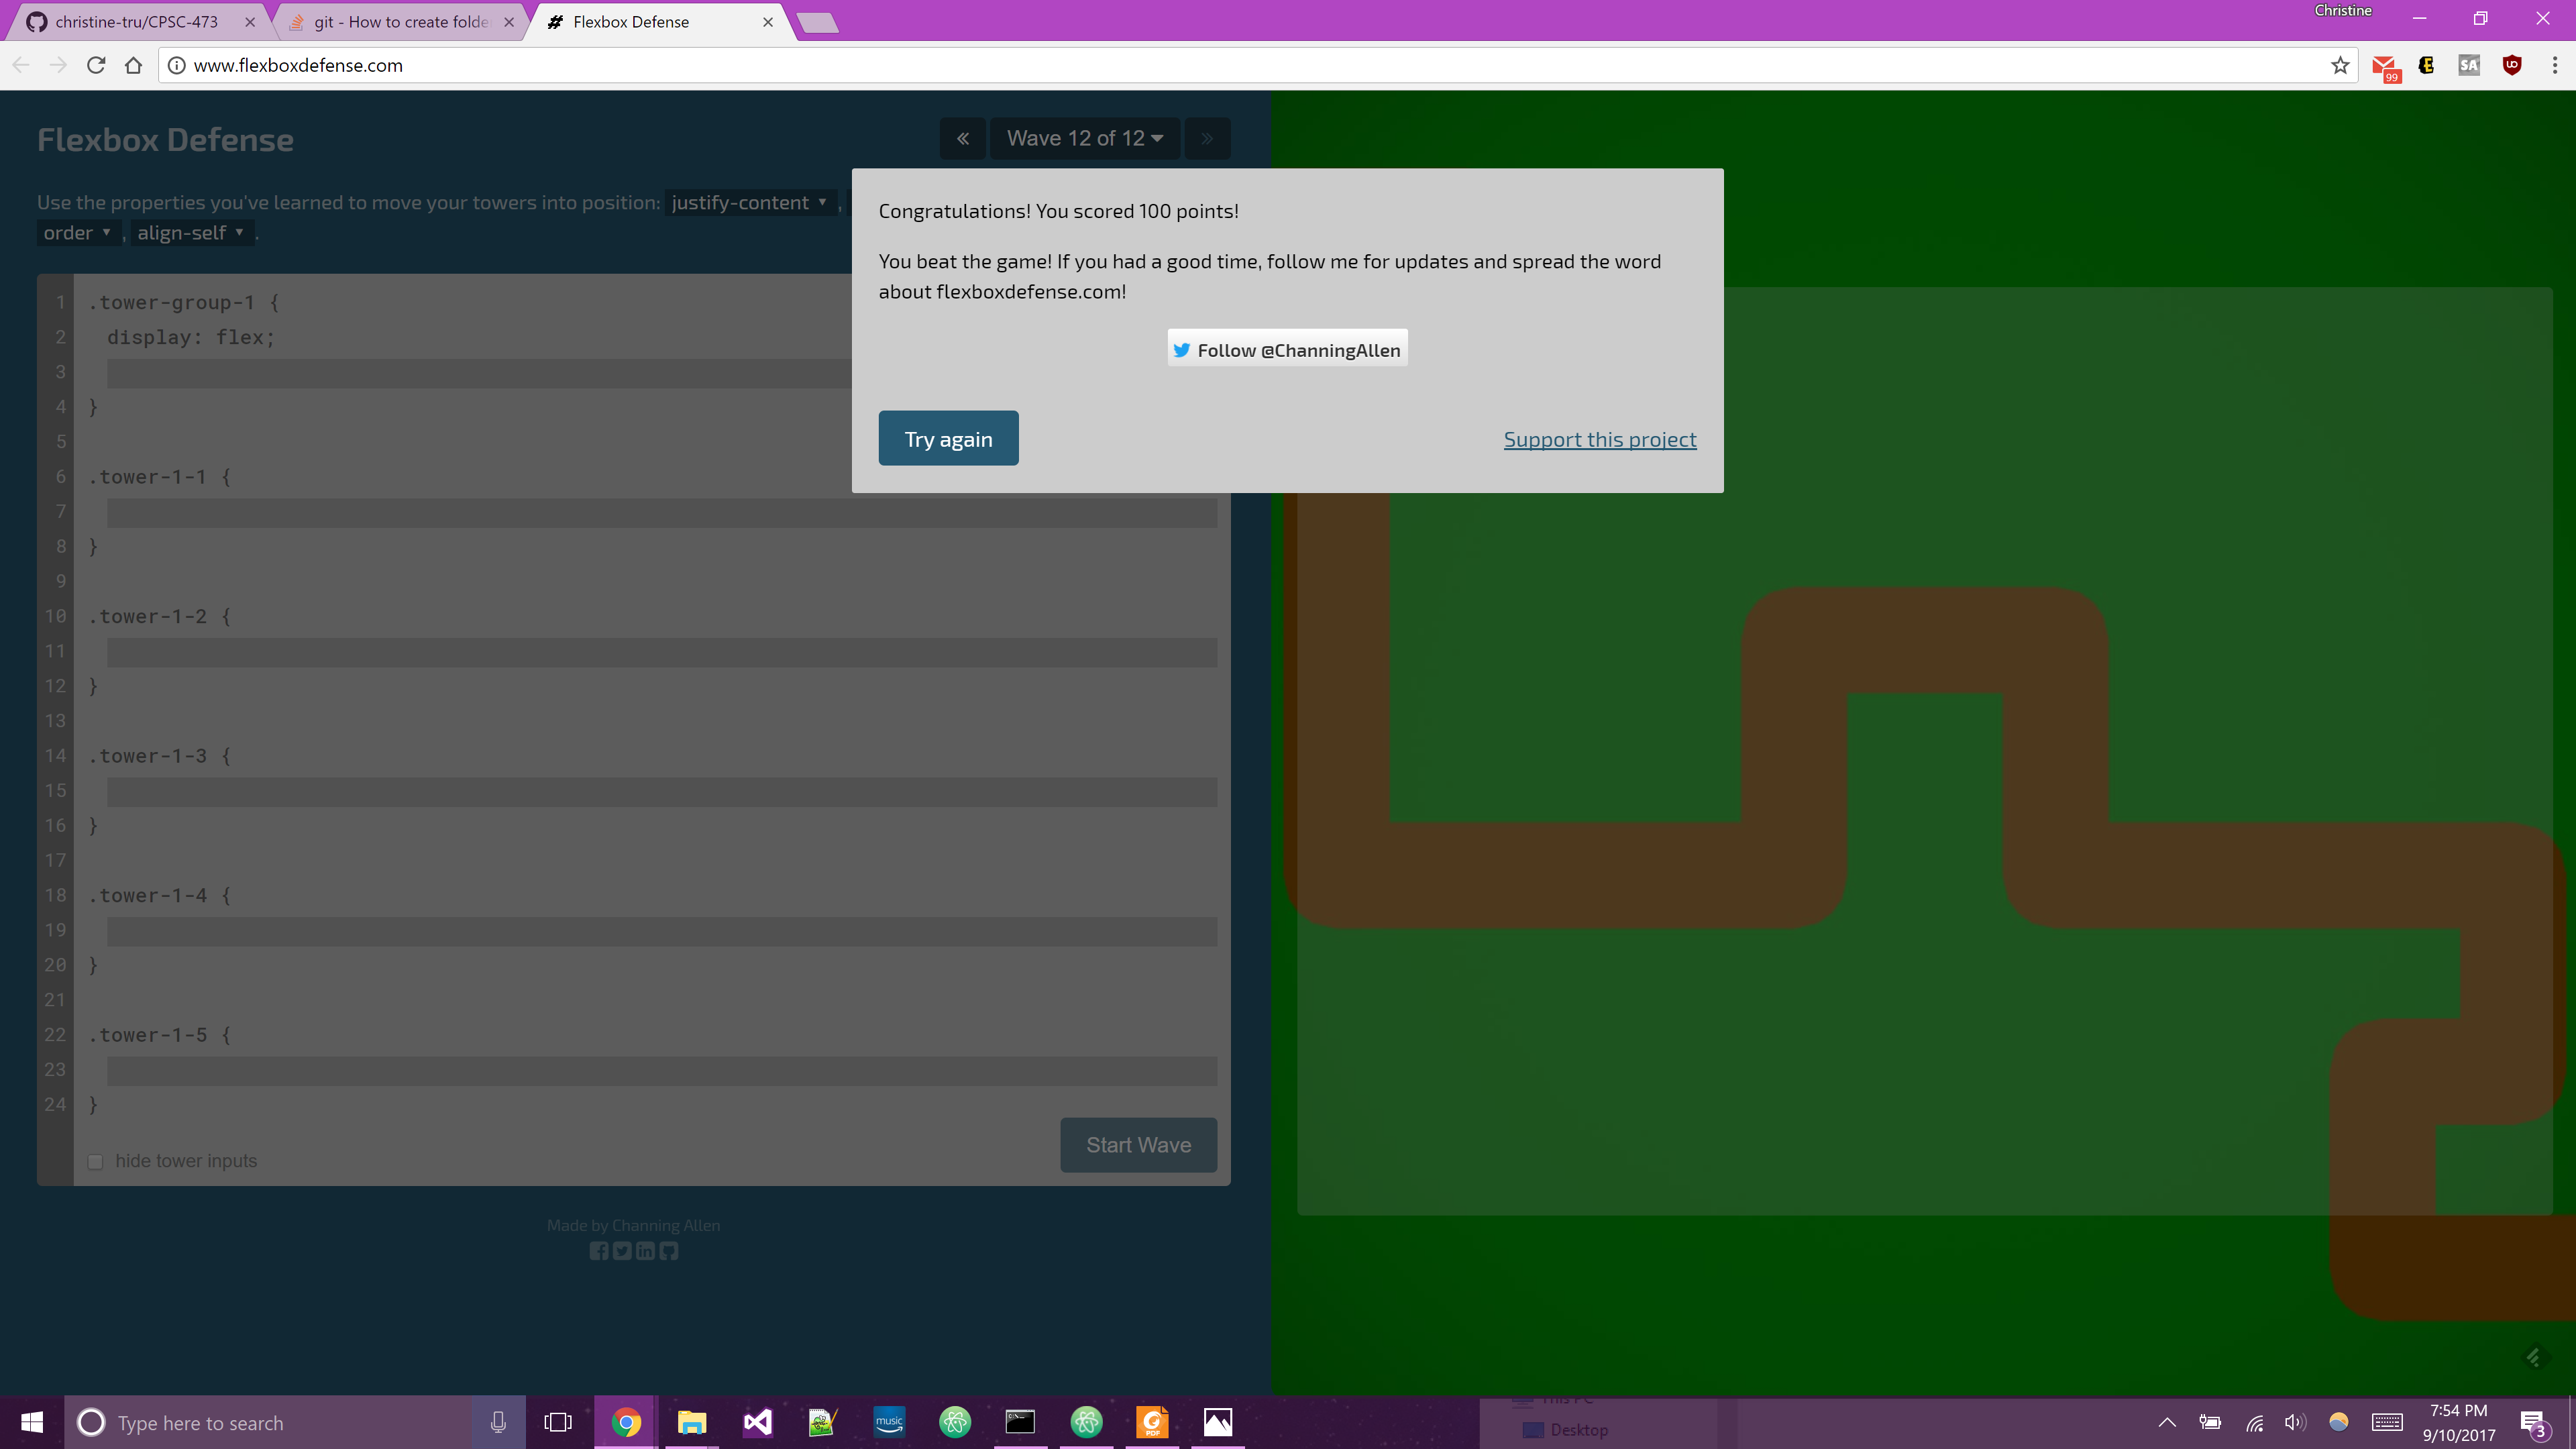 christine-tru/CPSC-473
git - How to create folde
Flexbox Defense
Christine
www.flexboxdefense.com
99
SA
Flexbox Defense
Wave 12 of 12
Use the properties you've learned to move your towers into position: justify-content ▼,
order ▼, align-self ▼.
Congratulations! You scored 100 points!
You beat the game! If you had a good time, follow me for updates and spread the word
about flexboxdefense.com!
Follow @ChanningAllen
Try again
Support this project
1 .tower-group-1 {
2 display: flex;
3
4 }
5
6 .tower-1-1 {
7
8 }
9
10 .tower-1-2 {
11
12 }
13
14 .tower-1-3 {
15
16 }
17
18 .tower-1-4 {
19
20 }
21
22 .tower-1-5 {
23
24 }
hide tower inputs
Start Wave
Made by Channing Allen
This PC
Desktop
Type here to search
music
PDF
7:54 PM
9/10/2017
3